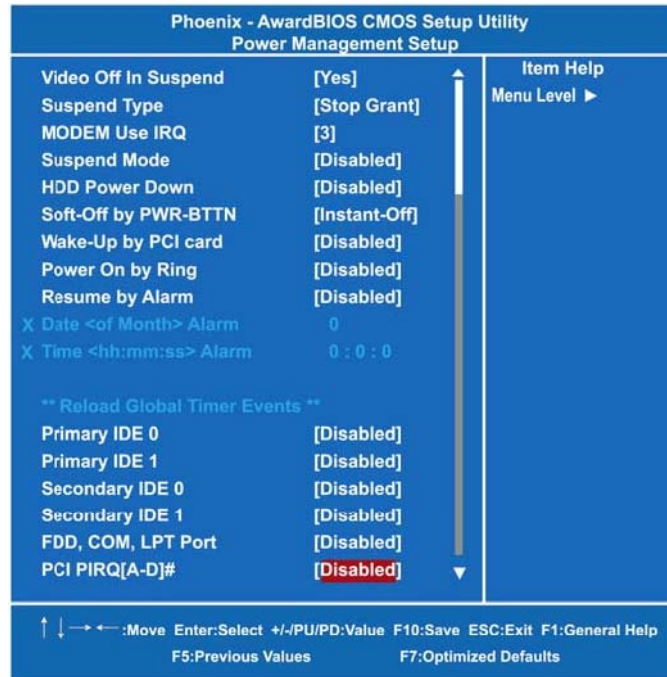 Phoenix - AwardBIOS CMOS Setup Utility
Power Management Setup
Video Off In Suspend [Yes]
Suspend Type [Stop Grant]
MODEM Use IRQ [3]
Suspend Mode [Disabled]
HDD Power Down [Disabled]
Soft-Off by PWR-BTTN [Instant-Off]
Wake-Up by PCI card [Disabled]
Power On by Ring [Disabled]
Resume by Alarm [Disabled]
X Date <of Month> Alarm 0
X Time <hh:mm:ss> Alarm 0 : 0 : 0
** Reload Global Timer Events **
Primary IDE 0 [Disabled]
Primary IDE 1 [Disabled]
Secondary IDE 0 [Disabled]
Secondary IDE 1 [Disabled]
FDD, COM, LPT Port [Disabled]
PCI PIRQ[A-D]# [Disabled]
Item Help
Menu Level ►
↑ ↓ → ← :Move Enter:Select +/-/PU/PD:Value F10:Save ESC:Exit F1:General Help
F5:Previous Values F7:Optimized Defaults